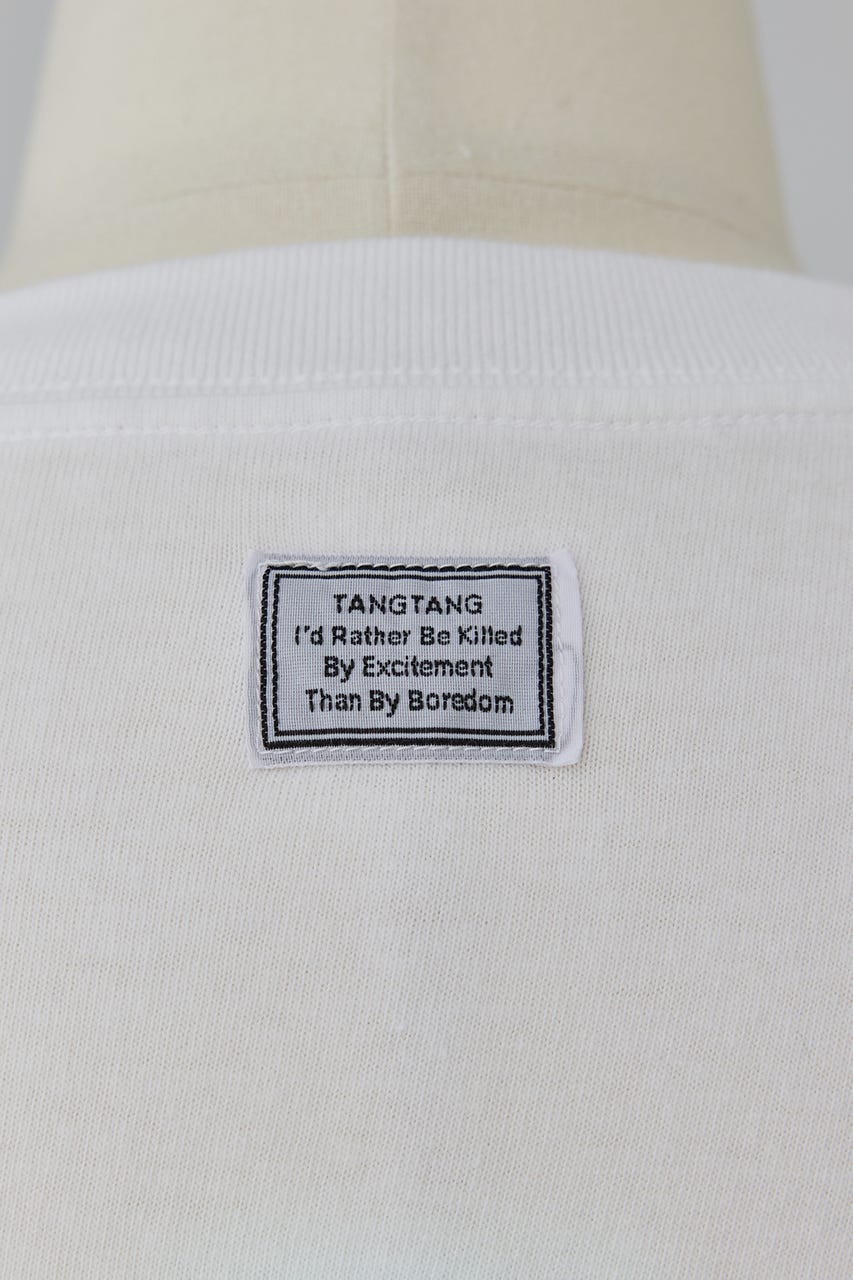 TANGTANG
I'd Rather Be Killed
By Excitement
Than By Boredom